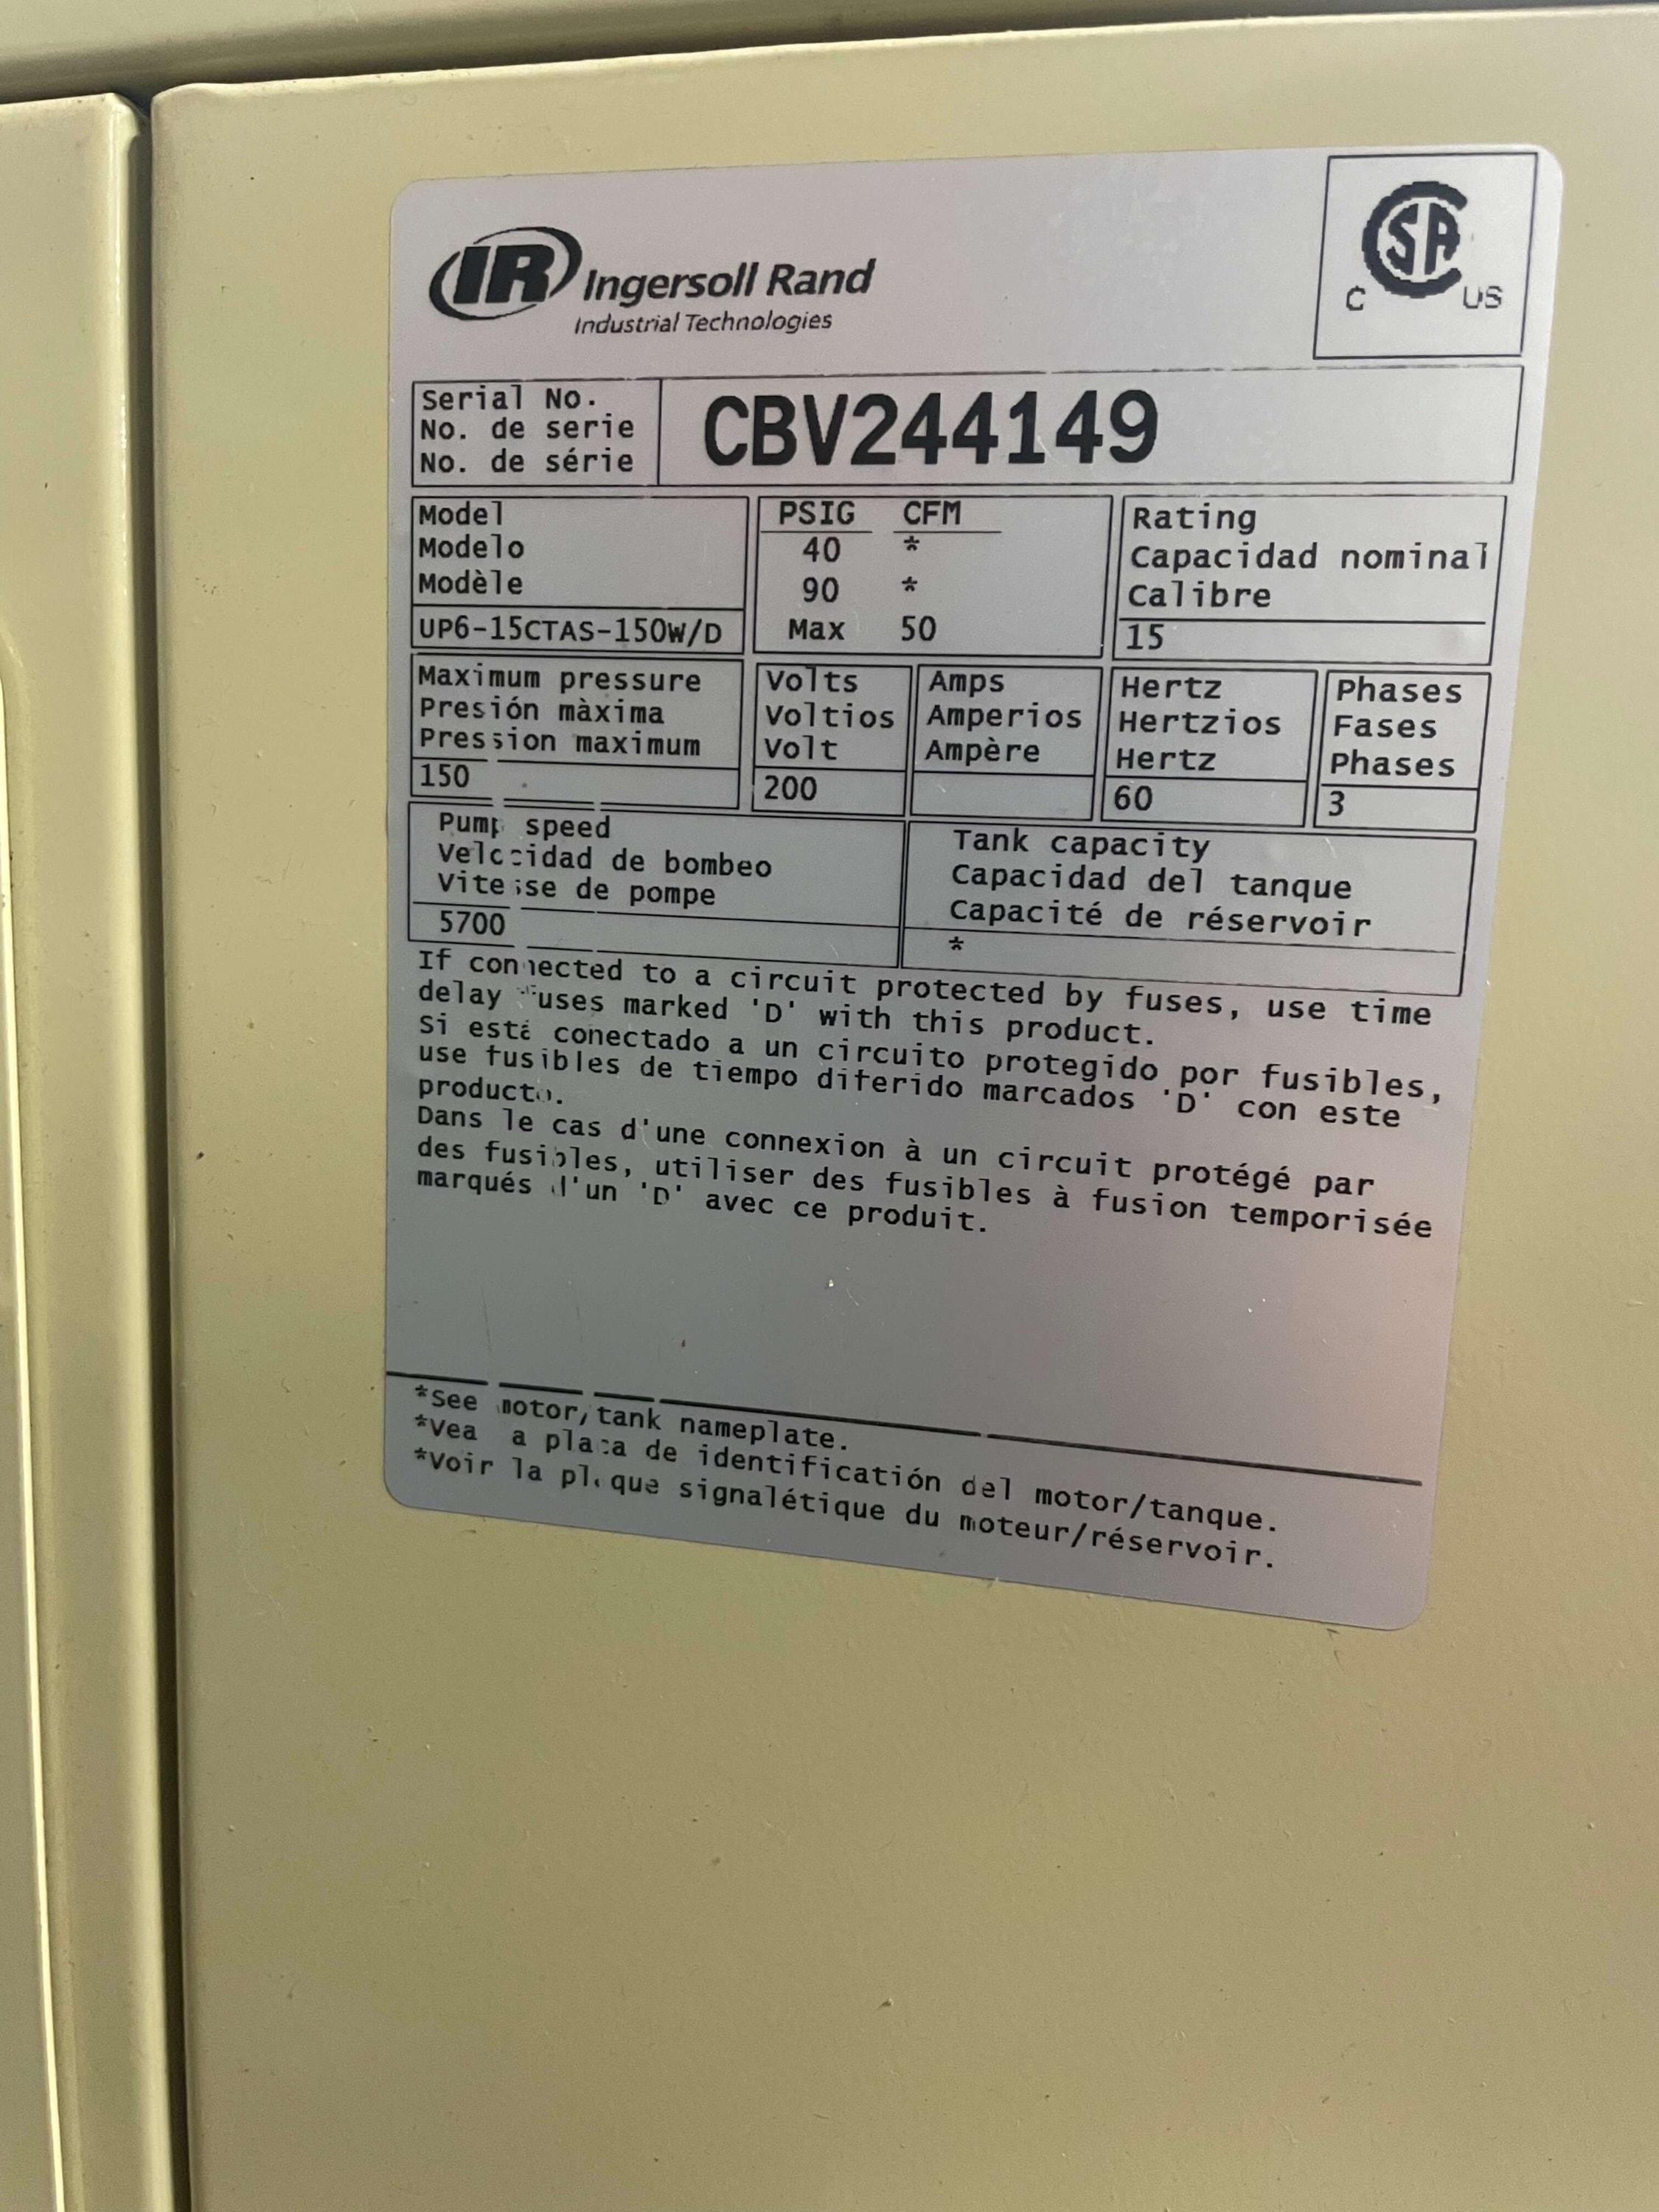 IR Ingersoll Rand
Industrial Technologies
CSA
C US
Serial No.
No. de serie
No. de série
CBV244149
Model
Modelo
Modèle
UP6-15CTAS-150W/D
PSIG CFM
40 *
90 *
Max 50
Rating
Capacidad nominal
Calibre
15
Maximum pressure
Presión màxima
Pression maximum
150
Volts
Voltios
Volt
200
Amps
Amperios
Ampère
Hertz
Hertzios
Hertz
60
Phases
Fases
Phases
3
Pump speed
Velocidad de bombeo
Vitesse de pompe
5700
Tank capacity
Capacidad del tanque
Capacité de réservoir
*
If connected to a circuit protected by fuses, use time
delay fuses marked 'D' with this product.
Si está conectado a un circuito protegido por fusibles,
use fusibles de tiempo diferido marcados 'D' con este
producto.
Dans le cas d'une connexion à un circuit protégé par
des fusibles, utiliser des fusibles à fusion temporisée
marqués d'un 'D' avec ce produit.
*See motor/tank nameplate.
*Vea a placa de identificación del motor/tanque.
*Voir la plaque signalétique du moteur/réservoir.